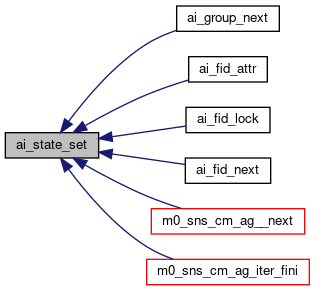 ai_group_next
ai_fid_attr
ai_fid_lock
ai_state_set
ai_fid_next
m0_sns_cm_ag__next
m0_sns_cm_ag_iter_fini